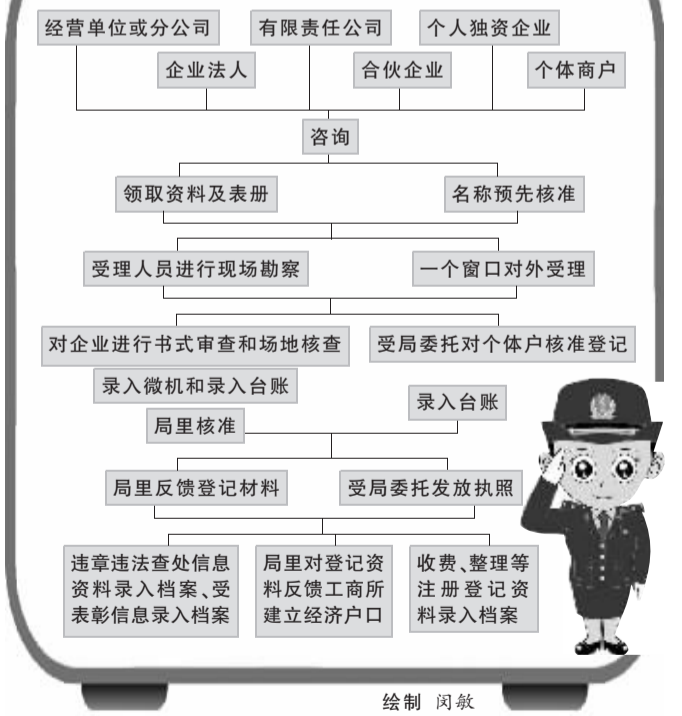 经营单位或分公司
有限责任公司
个人独资企业
企业法人
合伙企业
个体商户
咨询
领取资料及表册
名称预先核准
受理人员进行现场勘察
一个窗口对外受理
对企业进行书式审查和场地核查
受局委托对个体户核准登记
录入微机和录入台账
录入台账
局里核准
局里反馈登记材料
受局委托发放执照
违章违法查处信息
资料录入档案、受
表彰信息录入档案
局里对登记资
料反馈工商所
建立经济户口
收费、整理等
注册登记资
料录入档案
绘制 闵敏